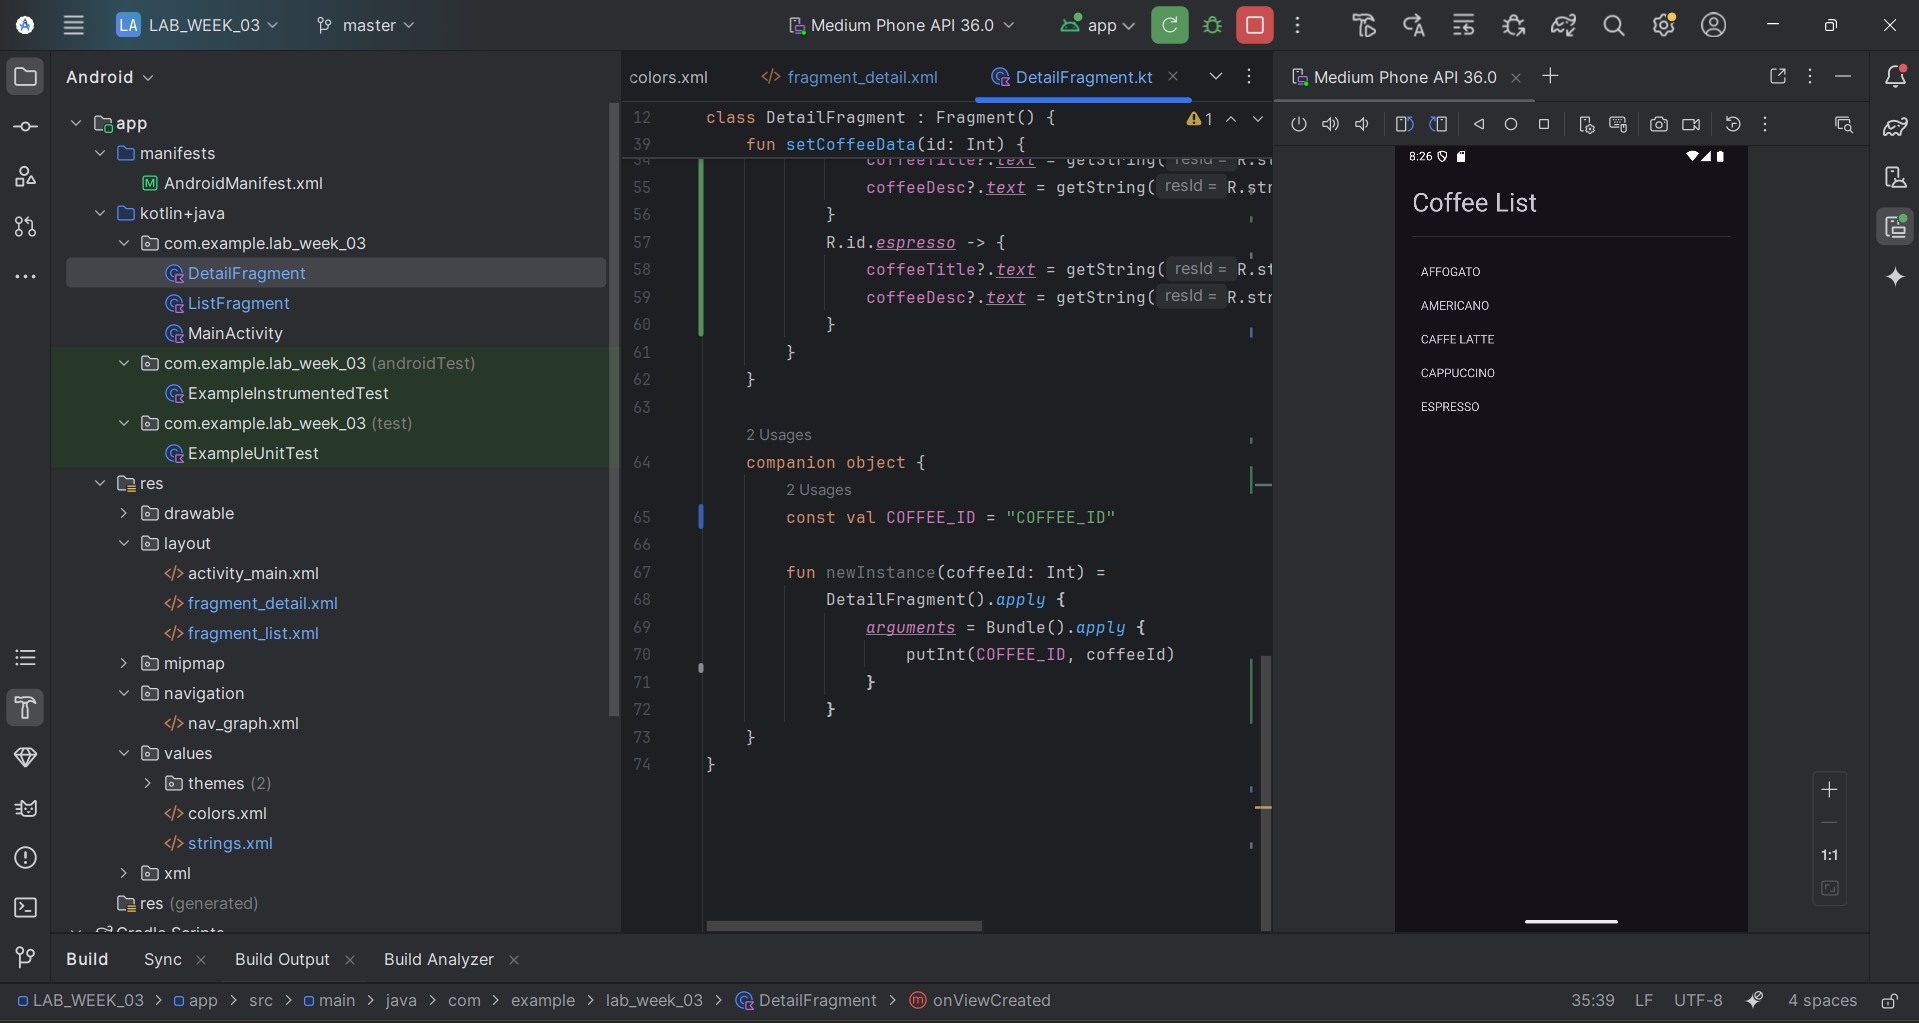 LA LAB_WEEK_03
master
Medium Phone API 36.0
app
Android
colors.xml
fragment_detail.xml
DetailFragment.kt
Medium Phone API 36.0
app
manifests
AndroidManifest.xml
kotlin+java
com.example.lab_week_03
DetailFragment
ListFragment
MainActivity
com.example.lab_week_03 (androidTest)
ExampleInstrumentedTest
com.example.lab_week_03 (test)
ExampleUnitTest
res
drawable
layout
activity_main.xml
fragment_detail.xml
fragment_list.xml
mipmap
navigation
nav_graph.xml
values
themes (2)
colors.xml
strings.xml
xml
res (generated)
Gradle Scripts
12 class DetailFragment : Fragment() {
1
39 fun setCoffeeData(id: Int) {
54 coffeeTitle?.text = getString( resId = R.st
55 coffeeDesc?.text = getString( resId = R.str
56 }
57 R.id.espresso -> {
58 coffeeTitle?.text = getString( resId = R.st
59 coffeeDesc?.text = getString( resId = R.str
60 }
61 }
62 }
63
2 Usages
64 companion object {
2 Usages
65 const val COFFEE_ID = "COFFEE_ID"
66
67 fun newInstance(coffeeId: Int) =
68 DetailFragment().apply {
69 arguments = Bundle().apply {
70 putInt(COFFEE_ID, coffeeId)
71 }
72 }
73 }
74 }
8:26
Coffee List
AFFOGATO
AMERICANO
CAFFE LATTE
CAPPUCCINO
ESPRESSO
1:1
Build
Sync
Build Output
Build Analyzer
LAB_WEEK_03 > app > src > main > java > com > example > lab_week_03 > DetailFragment > onViewCreated
35:39
LF
UTF-8
4 spaces